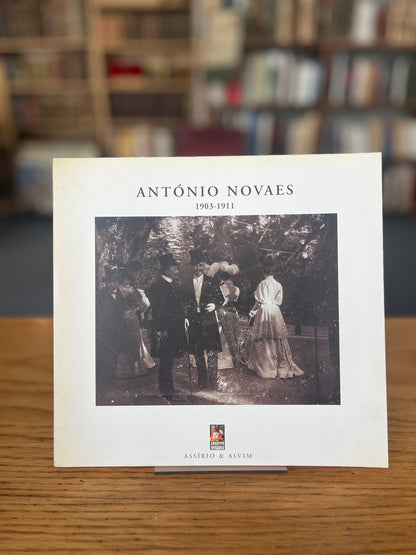 ANTÓNIO NOVAES
1903-1911
ASSÍRIO & ALVIM